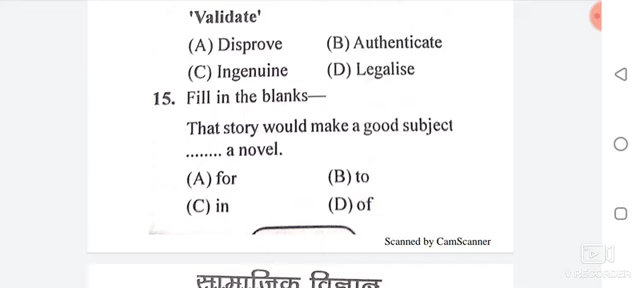 'Validate'
(A) Disprove (B) Authenticate
(C) Ingenuine (D) Legalise
15. Fill in the blanks—
That story would make a good subject
........ a novel.
(A) for (B) to
(C) in (D) of
Scanned by CamScanner
सामाजिक विज्ञान
RECORDER